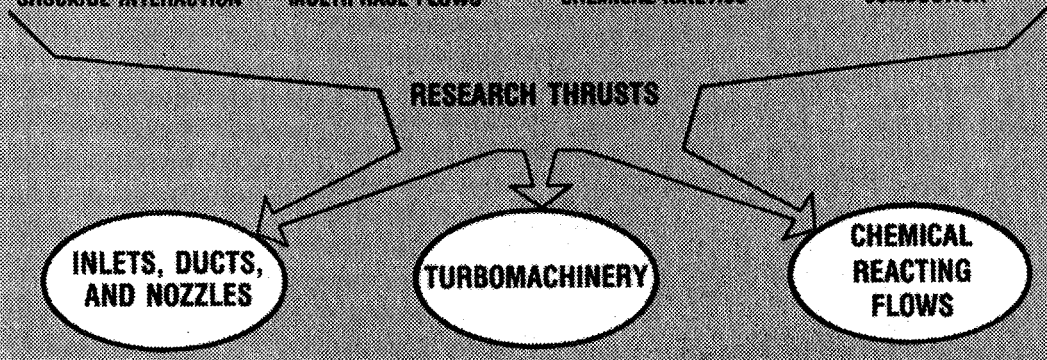 RESEARCH THRUSTS
INLETS, DUCTS,
AND NOZZLES
TURBOMACHINERY
CHEMICAL
REACTING
FLOWS